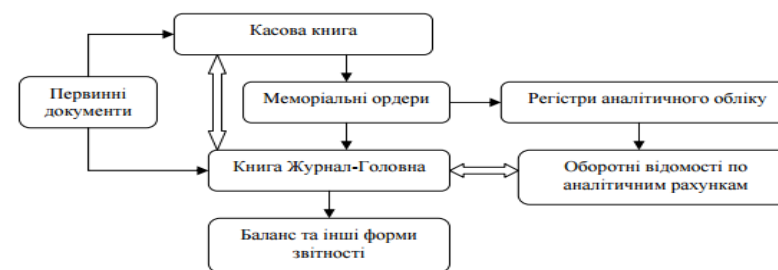 Касова книга
Первинні
документи
Меморіальні ордери
Регістри аналітичного обліку
Книга Журнал-Головна
Оборотні відомості по
аналітичним рахункам
Баланс та інші форми
звітності